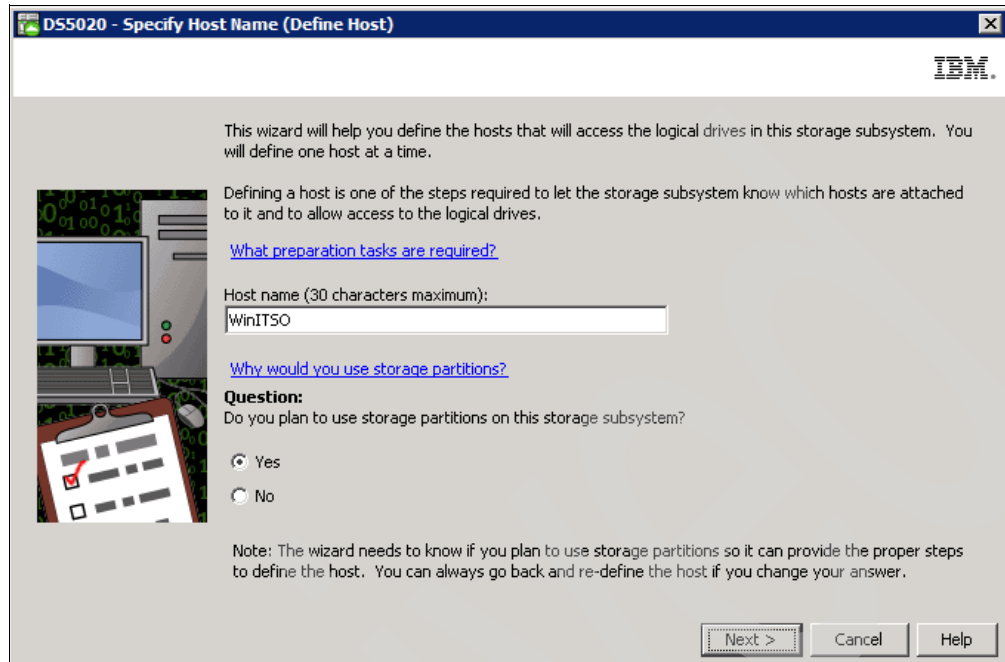 DS5020 - Specify Host Name (Define Host)
IBM.
This wizard will help you define the hosts that will access the logical drives in this storage subsystem. You
will define one host at a time.
Defining a host is one of the steps required to let the storage subsystem know which hosts are attached
to it and to allow access to the logical drives.
What preparation tasks are required?
Host name (30 characters maximum):
WinITSO
Why would you use storage partitions?
Question:
Do you plan to use storage partitions on this storage subsystem?
Yes
No
Note: The wizard needs to know if you plan to use storage partitions so it can provide the proper steps
to define the host. You can always go back and re-define the host if you change your answer.
Next > Cancel Help